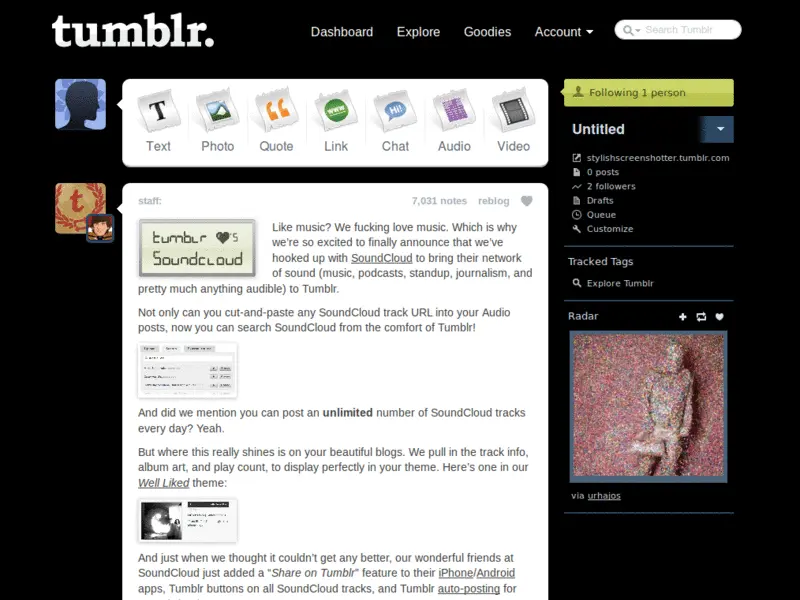 tumblr.
Dashboard Explore Goodies Account Search Tumblr
T ❝ WWW Hi!
Text Photo Quote Link Chat Audio Video
staff: 7,031 notes reblog
tumblr ♥'s
Soundcloud
Like music? We fucking love music. Which is why
we're so excited to finally announce that we've
hooked up with SoundCloud to bring their network
of sound (music, podcasts, standup, journalism, and
pretty much anything audible) to Tumblr.
Not only can you cut-and-paste any SoundCloud track URL into your Audio
posts, now you can search SoundCloud from the comfort of Tumblr!
And did we mention you can post an unlimited number of SoundCloud tracks
every day? Yeah.
But where this really shines is on your beautiful blogs. We pull in the track info,
album art, and play count, to display perfectly in your theme. Here's one in our
Well Liked theme:
And just when we thought it couldn't get any better, our wonderful friends at
SoundCloud just added a “Share on Tumblr” feature to their iPhone/Android
apps, Tumblr buttons on all SoundCloud tracks, and Tumblr auto-posting for
t
Following 1 person
Untitled
stylishscreenshotter.tumblr.com
0 posts
2 followers
Drafts
Queue
Customize
Tracked Tags
Explore Tumblr
Radar
via urhajos